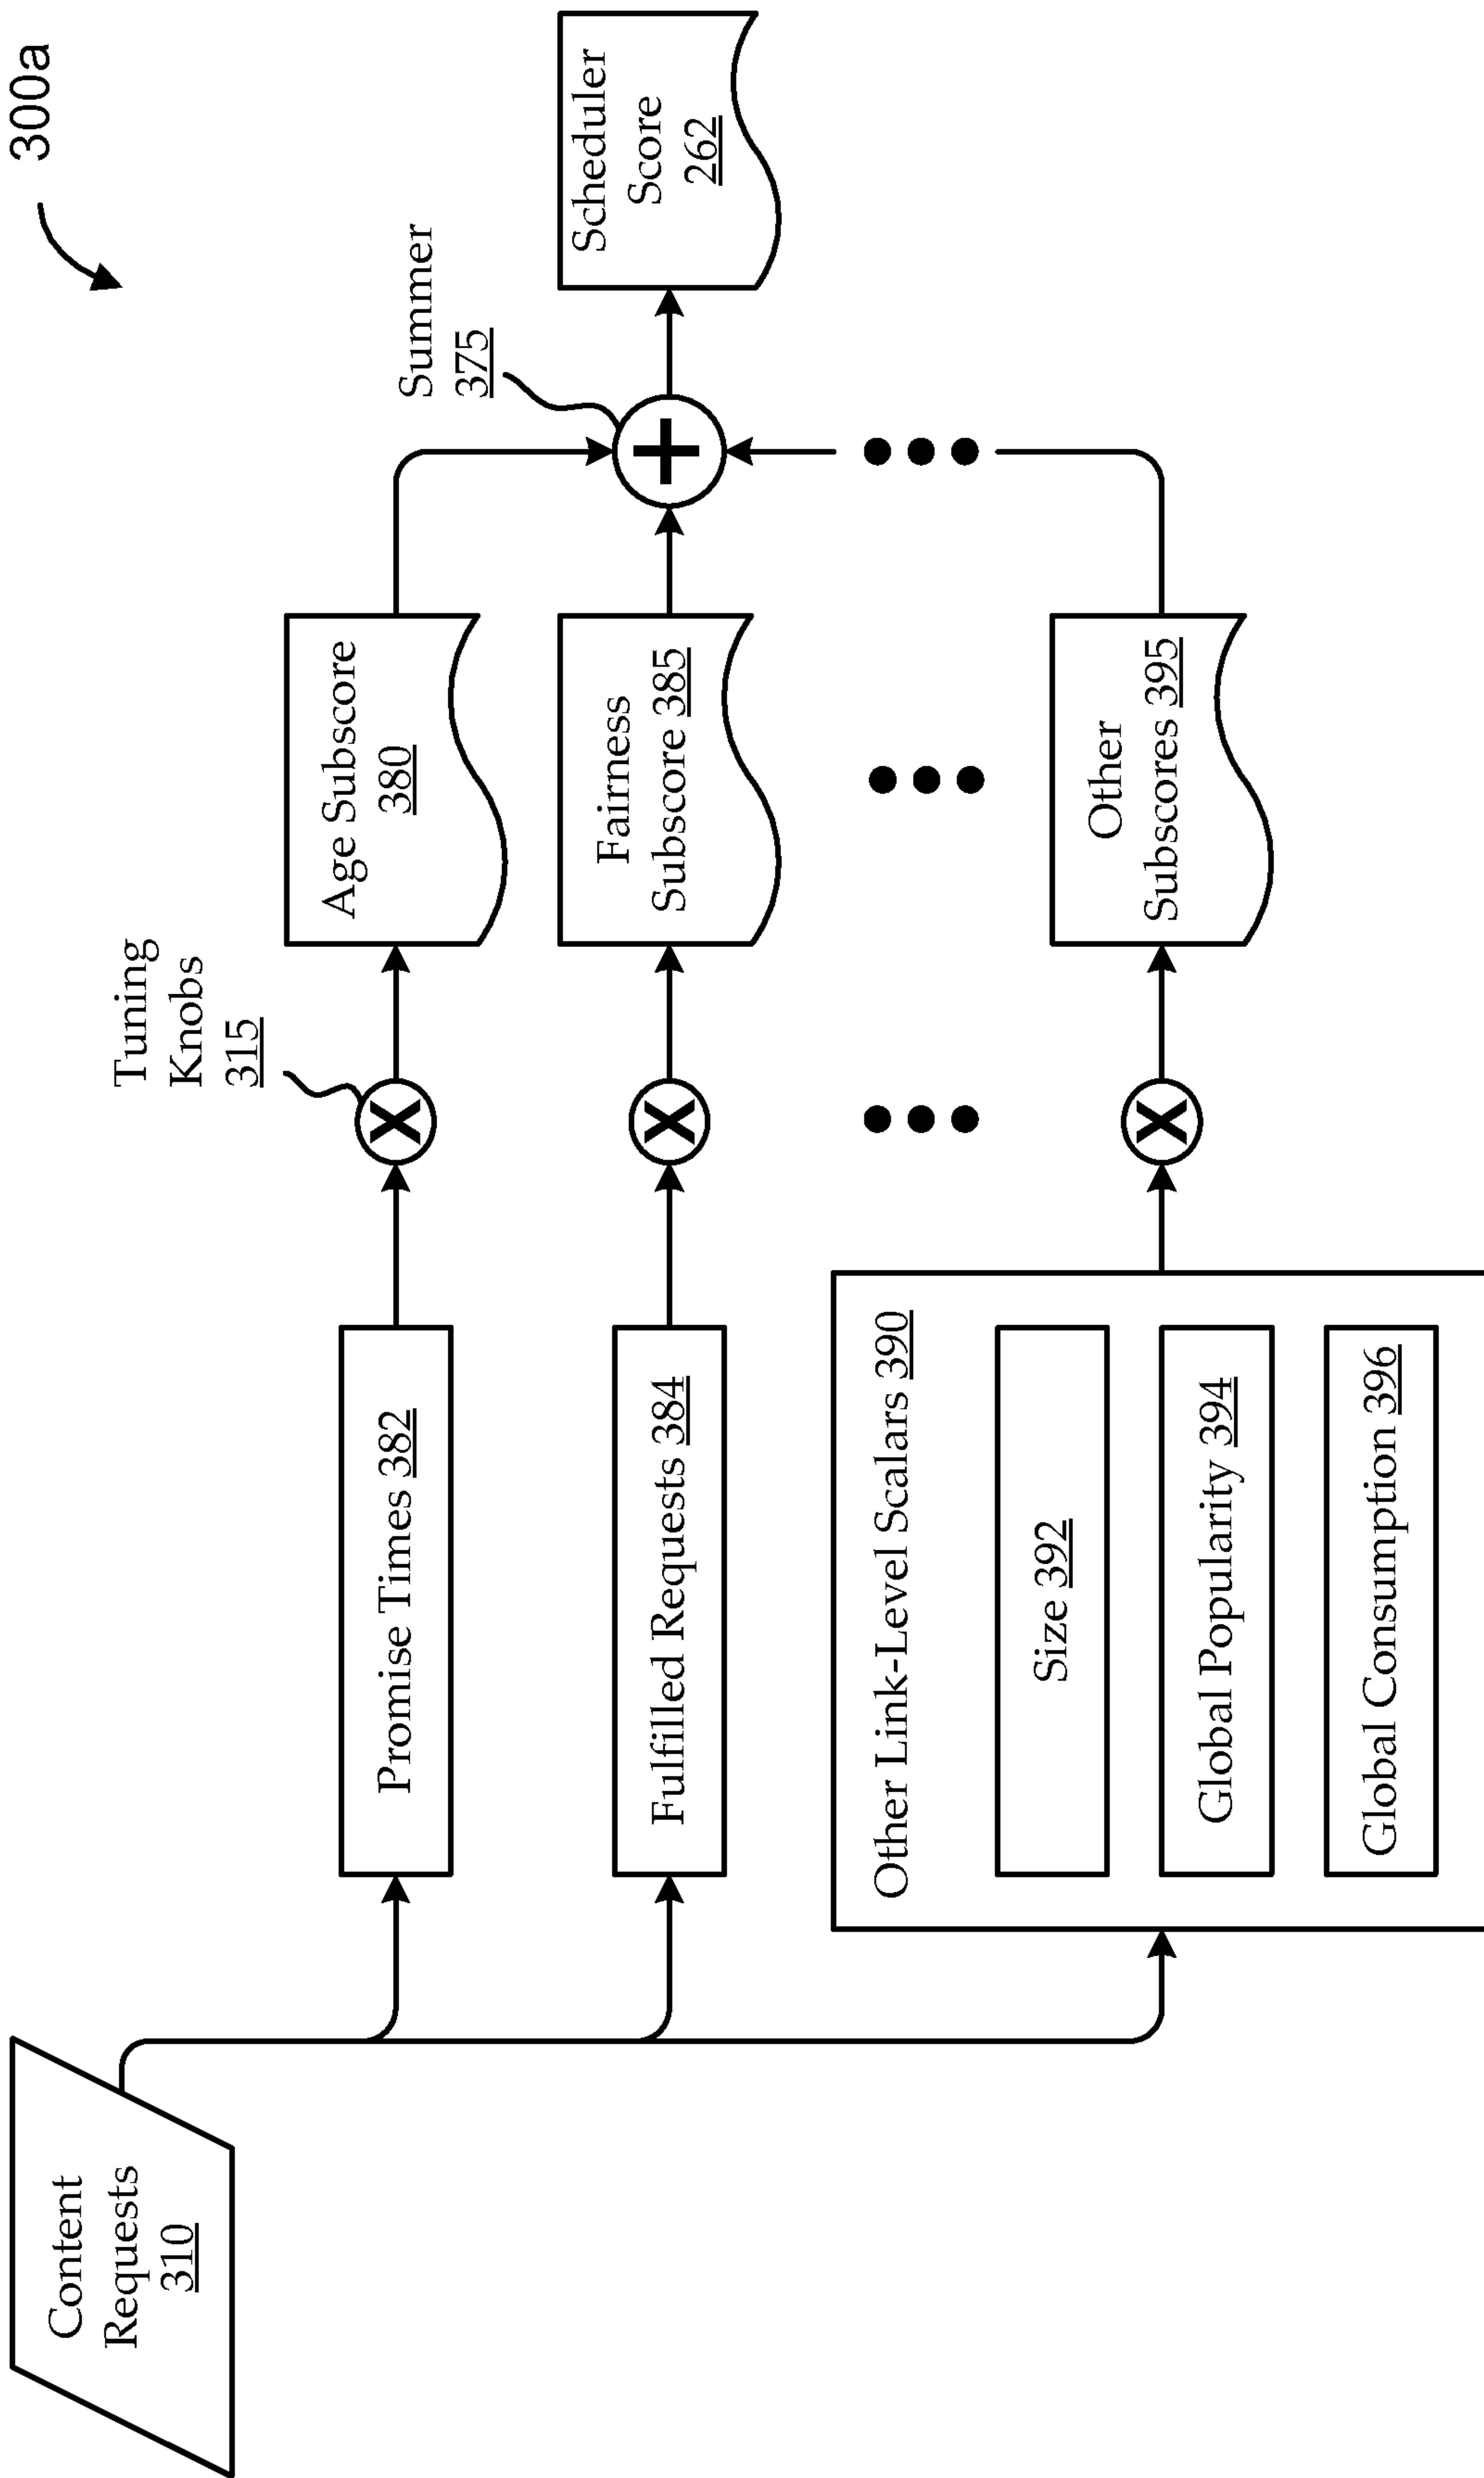 300a
Content
Requests
310
Tuning
Knobs
315
Summer
375
Promise Times 382
X
Age Subscore
380
Fulfilled Requests 384
X
Fairness
Subscore 385
+
Scheduler
Score
262
Other Link-Level Scalars 390
Size 392
Global Popularity 394
Global Consumption 396
X
Other
Subscores 395